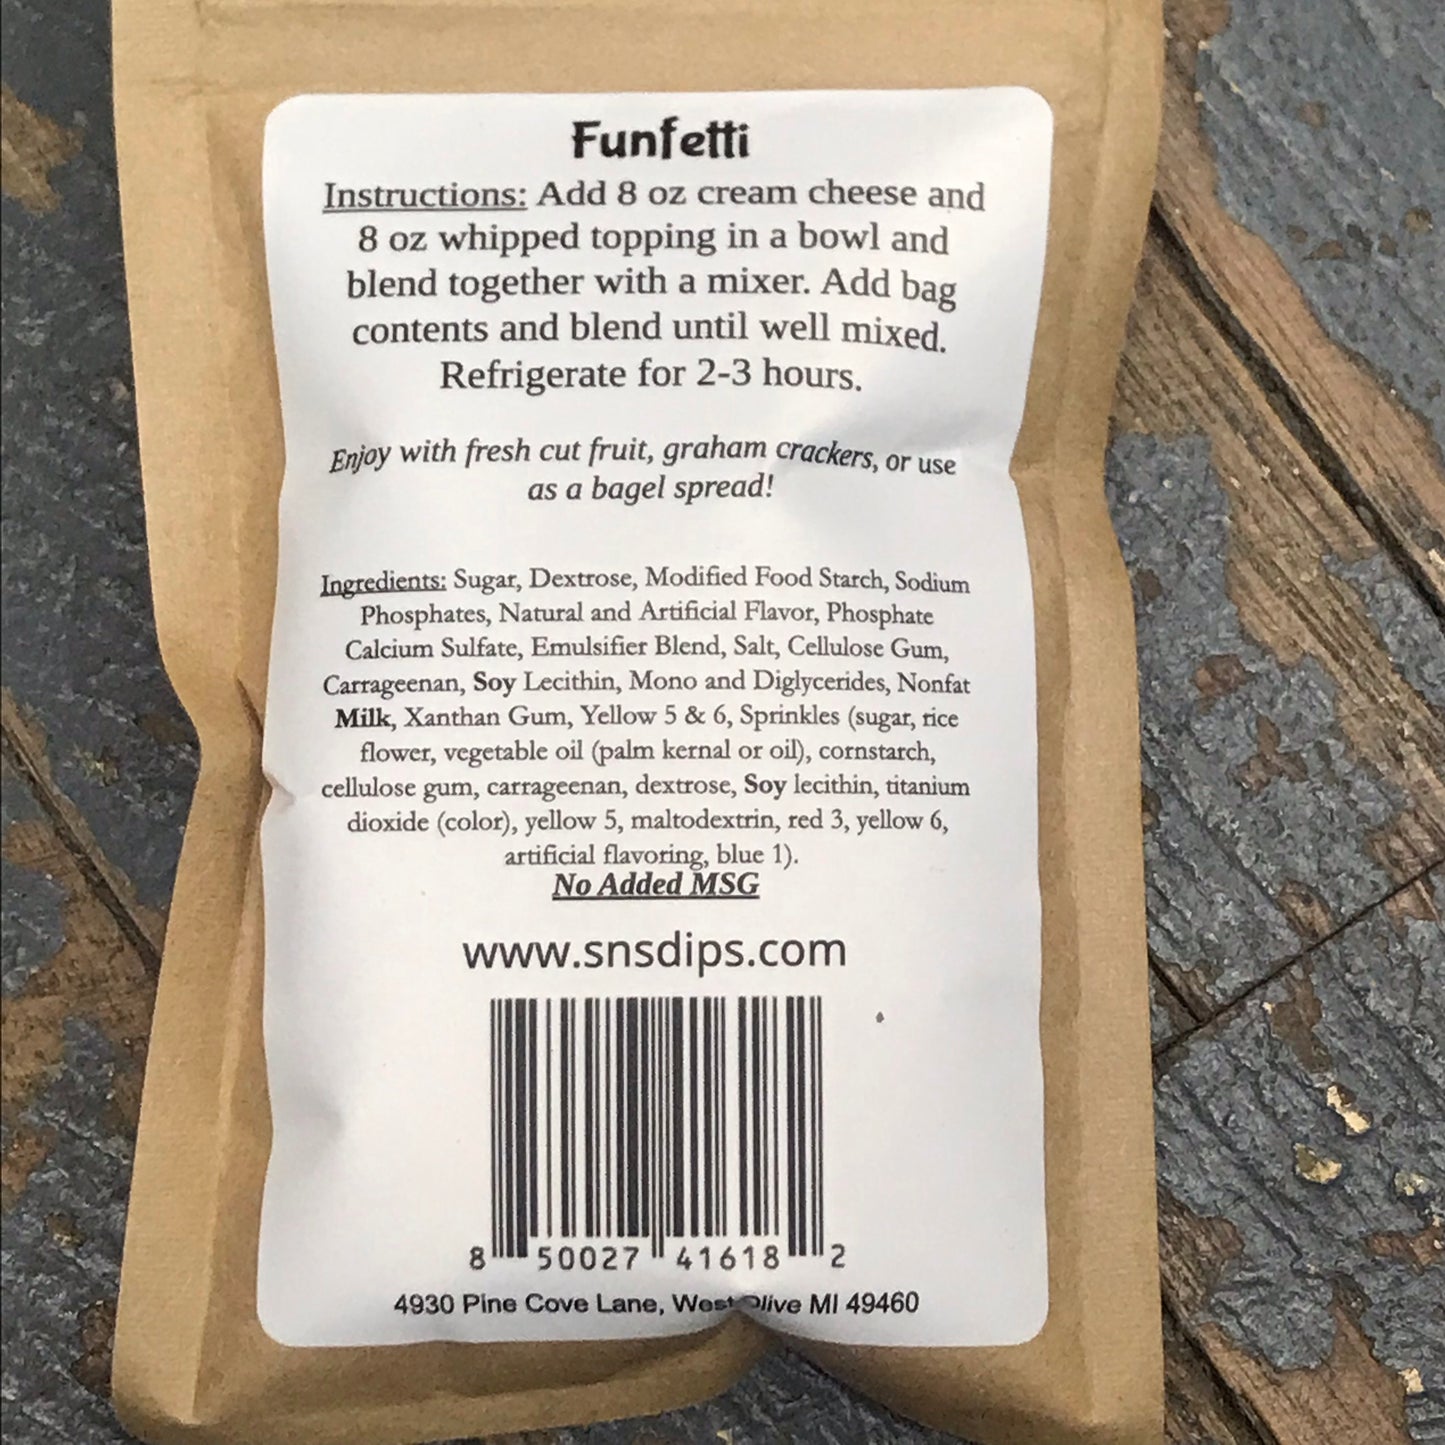 Funfetti
Instructions: Add 8 oz cream cheese and
8 oz whipped topping in a bowl and
blend together with a mixer. Add bag
contents and blend until well mixed.
Refrigerate for 2-3 hours.
Enjoy with fresh cut fruit, graham crackers, or use
as a bagel spread!
Ingredients: Sugar, Dextrose, Modified Food Starch, Sodium
Phosphates, Natural and Artificial Flavor, Phosphate
Calcium Sulfate, Emulsifier Blend, Salt, Cellulose Gum,
Carrageenan, Soy Lecithin, Mono and Diglycerides, Nonfat
Milk, Xanthan Gum, Yellow 5 & 6, Sprinkles (sugar, rice
flower, vegetable oil (palm kernal or oil), cornstarch,
cellulose gum, carrageenan, dextrose, Soy lecithin, titanium
dioxide (color), yellow 5, maltodextrin, red 3, yellow 6,
artificial flavoring, blue 1).
No Added MSG
www.snsdips.com
8 50027 41618 2
4930 Pine Cove Lane, West Olive MI 49460